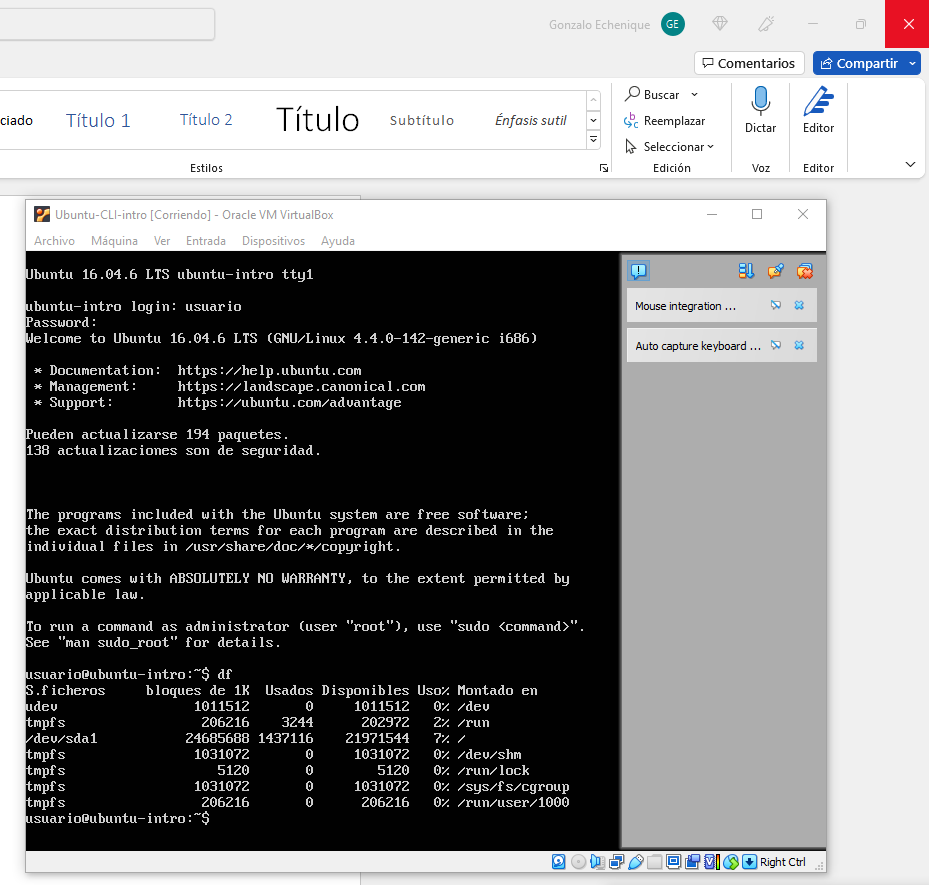 Gonzalo Echenique GE
Comentarios Compartir
ciado Título 1 Título 2 Título Subtítulo Énfasis sutil
Buscar
Reemplazar
Seleccionar
Dictar
Editor
Estilos Edición Voz Editor
Ubuntu-CLI-intro [Corriendo] - Oracle VM VirtualBox
Archivo Máquina Ver Entrada Dispositivos Ayuda
Ubuntu 16.04.6 LTS ubuntu-intro tty1
ubuntu-intro login: usuario
Password:
Welcome to Ubuntu 16.04.6 LTS (GNU/Linux 4.4.0-142-generic i686)
* Documentation: https://help.ubuntu.com
* Management: https://landscape.canonical.com
* Support: https://ubuntu.com/advantage
Pueden actualizarse 194 paquetes.
138 actualizaciones son de seguridad.
The programs included with the Ubuntu system are free software;
the exact distribution terms for each program are described in the
individual files in /usr/share/doc/*/copyright.
Ubuntu comes with ABSOLUTELY NO WARRANTY, to the extent permitted by
applicable law.
To run a command as administrator (user "root"), use "sudo <command>".
See "man sudo_root" for details.
usuario@ubuntu-intro:~$ df
S.ficheros bloques de 1K Usados Disponibles Uso% Montado en
udev 1011512 0 1011512 0% /dev
tmpfs 206216 3244 202972 2% /run
/dev/sda1 24685688 1437116 21971544 7% /
tmpfs 1031072 0 1031072 0% /dev/shm
tmpfs 5120 0 5120 0% /run/lock
tmpfs 1031072 0 1031072 0% /sys/fs/cgroup
tmpfs 206216 0 206216 0% /run/user/1000
usuario@ubuntu-intro:~$
Mouse integration ...
Auto capture keyboard ...
Right Ctrl